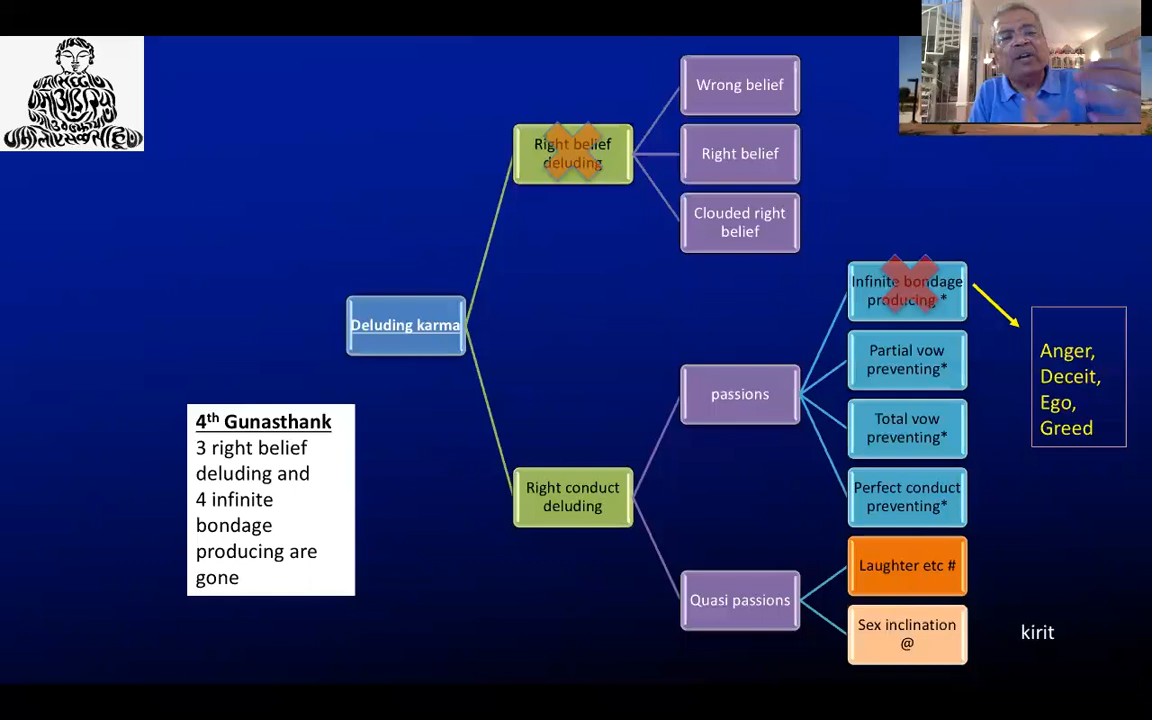 Wrong belief
Right belief
deluding
Right belief
Clouded right
belief
Infinite bondage
producing *
Deluding karma
Anger,
Deceit,
Ego,
Greed
Partial vow
preventing*
passions
Total vow
preventing*
4th Gunasthank
3 right belief
deluding and
4 infinite
bondage
producing are
gone
Right conduct
deluding
Perfect conduct
preventing*
Laughter etc #
Quasi passions
Sex inclination
@
kirit